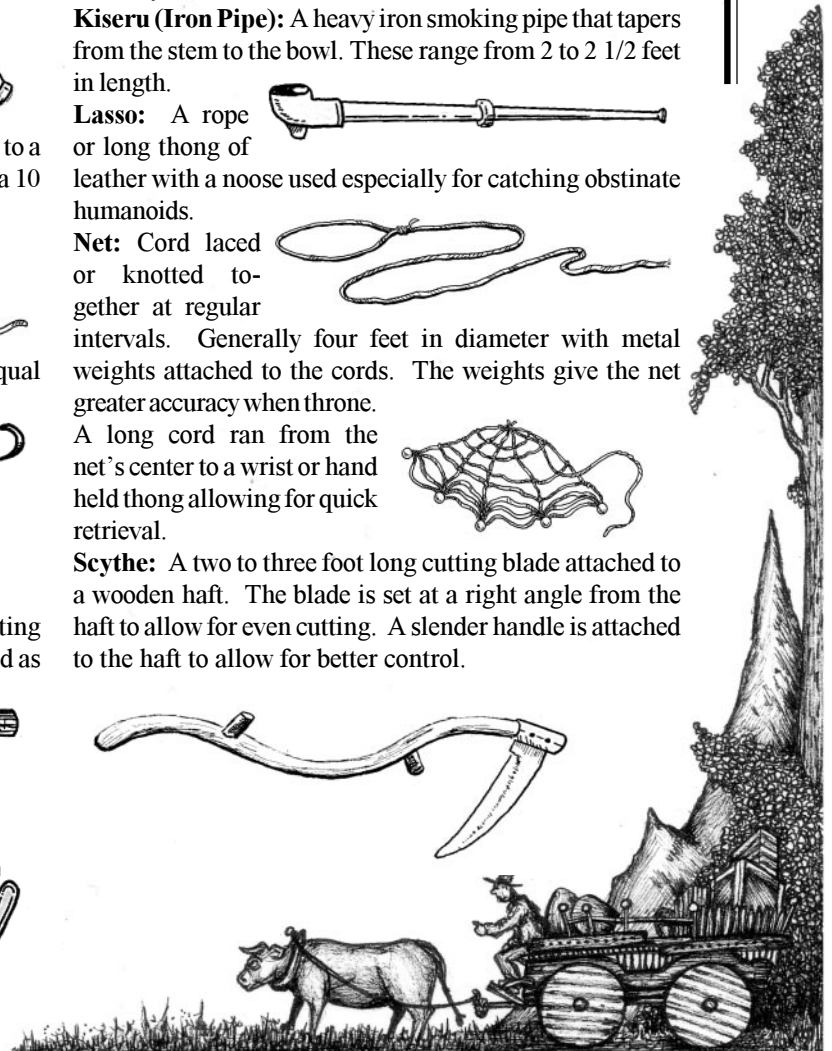 to a
a 10
qual
ting
d as
Kiseru (Iron Pipe): A heavy iron smoking pipe that tapers
from the stem to the bowl. These range from 2 to 2 1/2 feet
in length.
Lasso: A rope
or long thong of
leather with a noose used especially for catching obstinate
humanoids.
Net: Cord laced
or knotted to-
gether at regular
intervals. Generally four feet in diameter with metal
weights attached to the cords. The weights give the net
greater accuracy when throne.
A long cord ran from the
net's center to a wrist or hand
held thong allowing for quick
retrieval.
Scythe: A two to three foot long cutting blade attached to
a wooden haft. The blade is set at a right angle from the
haft to allow for even cutting. A slender handle is attached
to the haft to allow for better control.